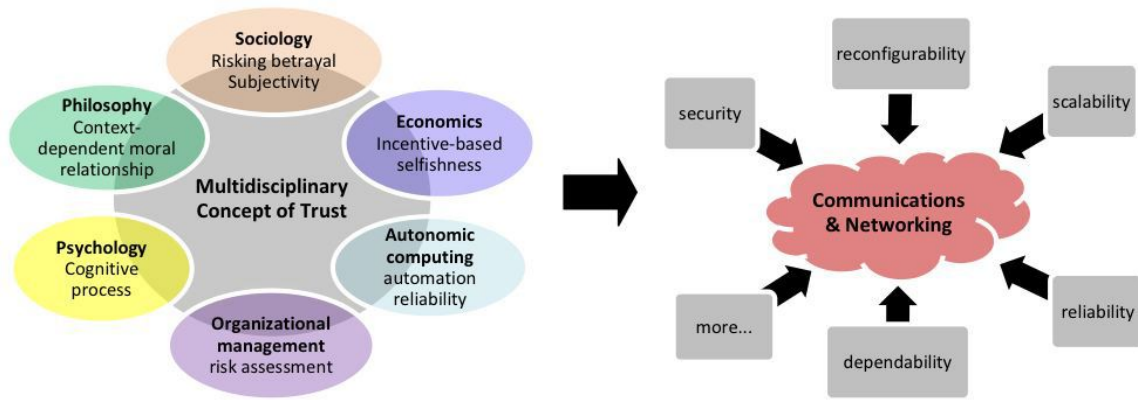 Sociology
Risking betrayal
Subjectivity
Philosophy
Context-
dependent moral
relationship
Economics
Incentive-based
selfishness
Multidisciplinary
Concept of Trust
Psychology
Cognitive
process
Autonomic
computing
automation
reliability
Organizational
management
risk assessment
reconfigurability
security
scalability
Communications
& Networking
more...
dependability
reliability